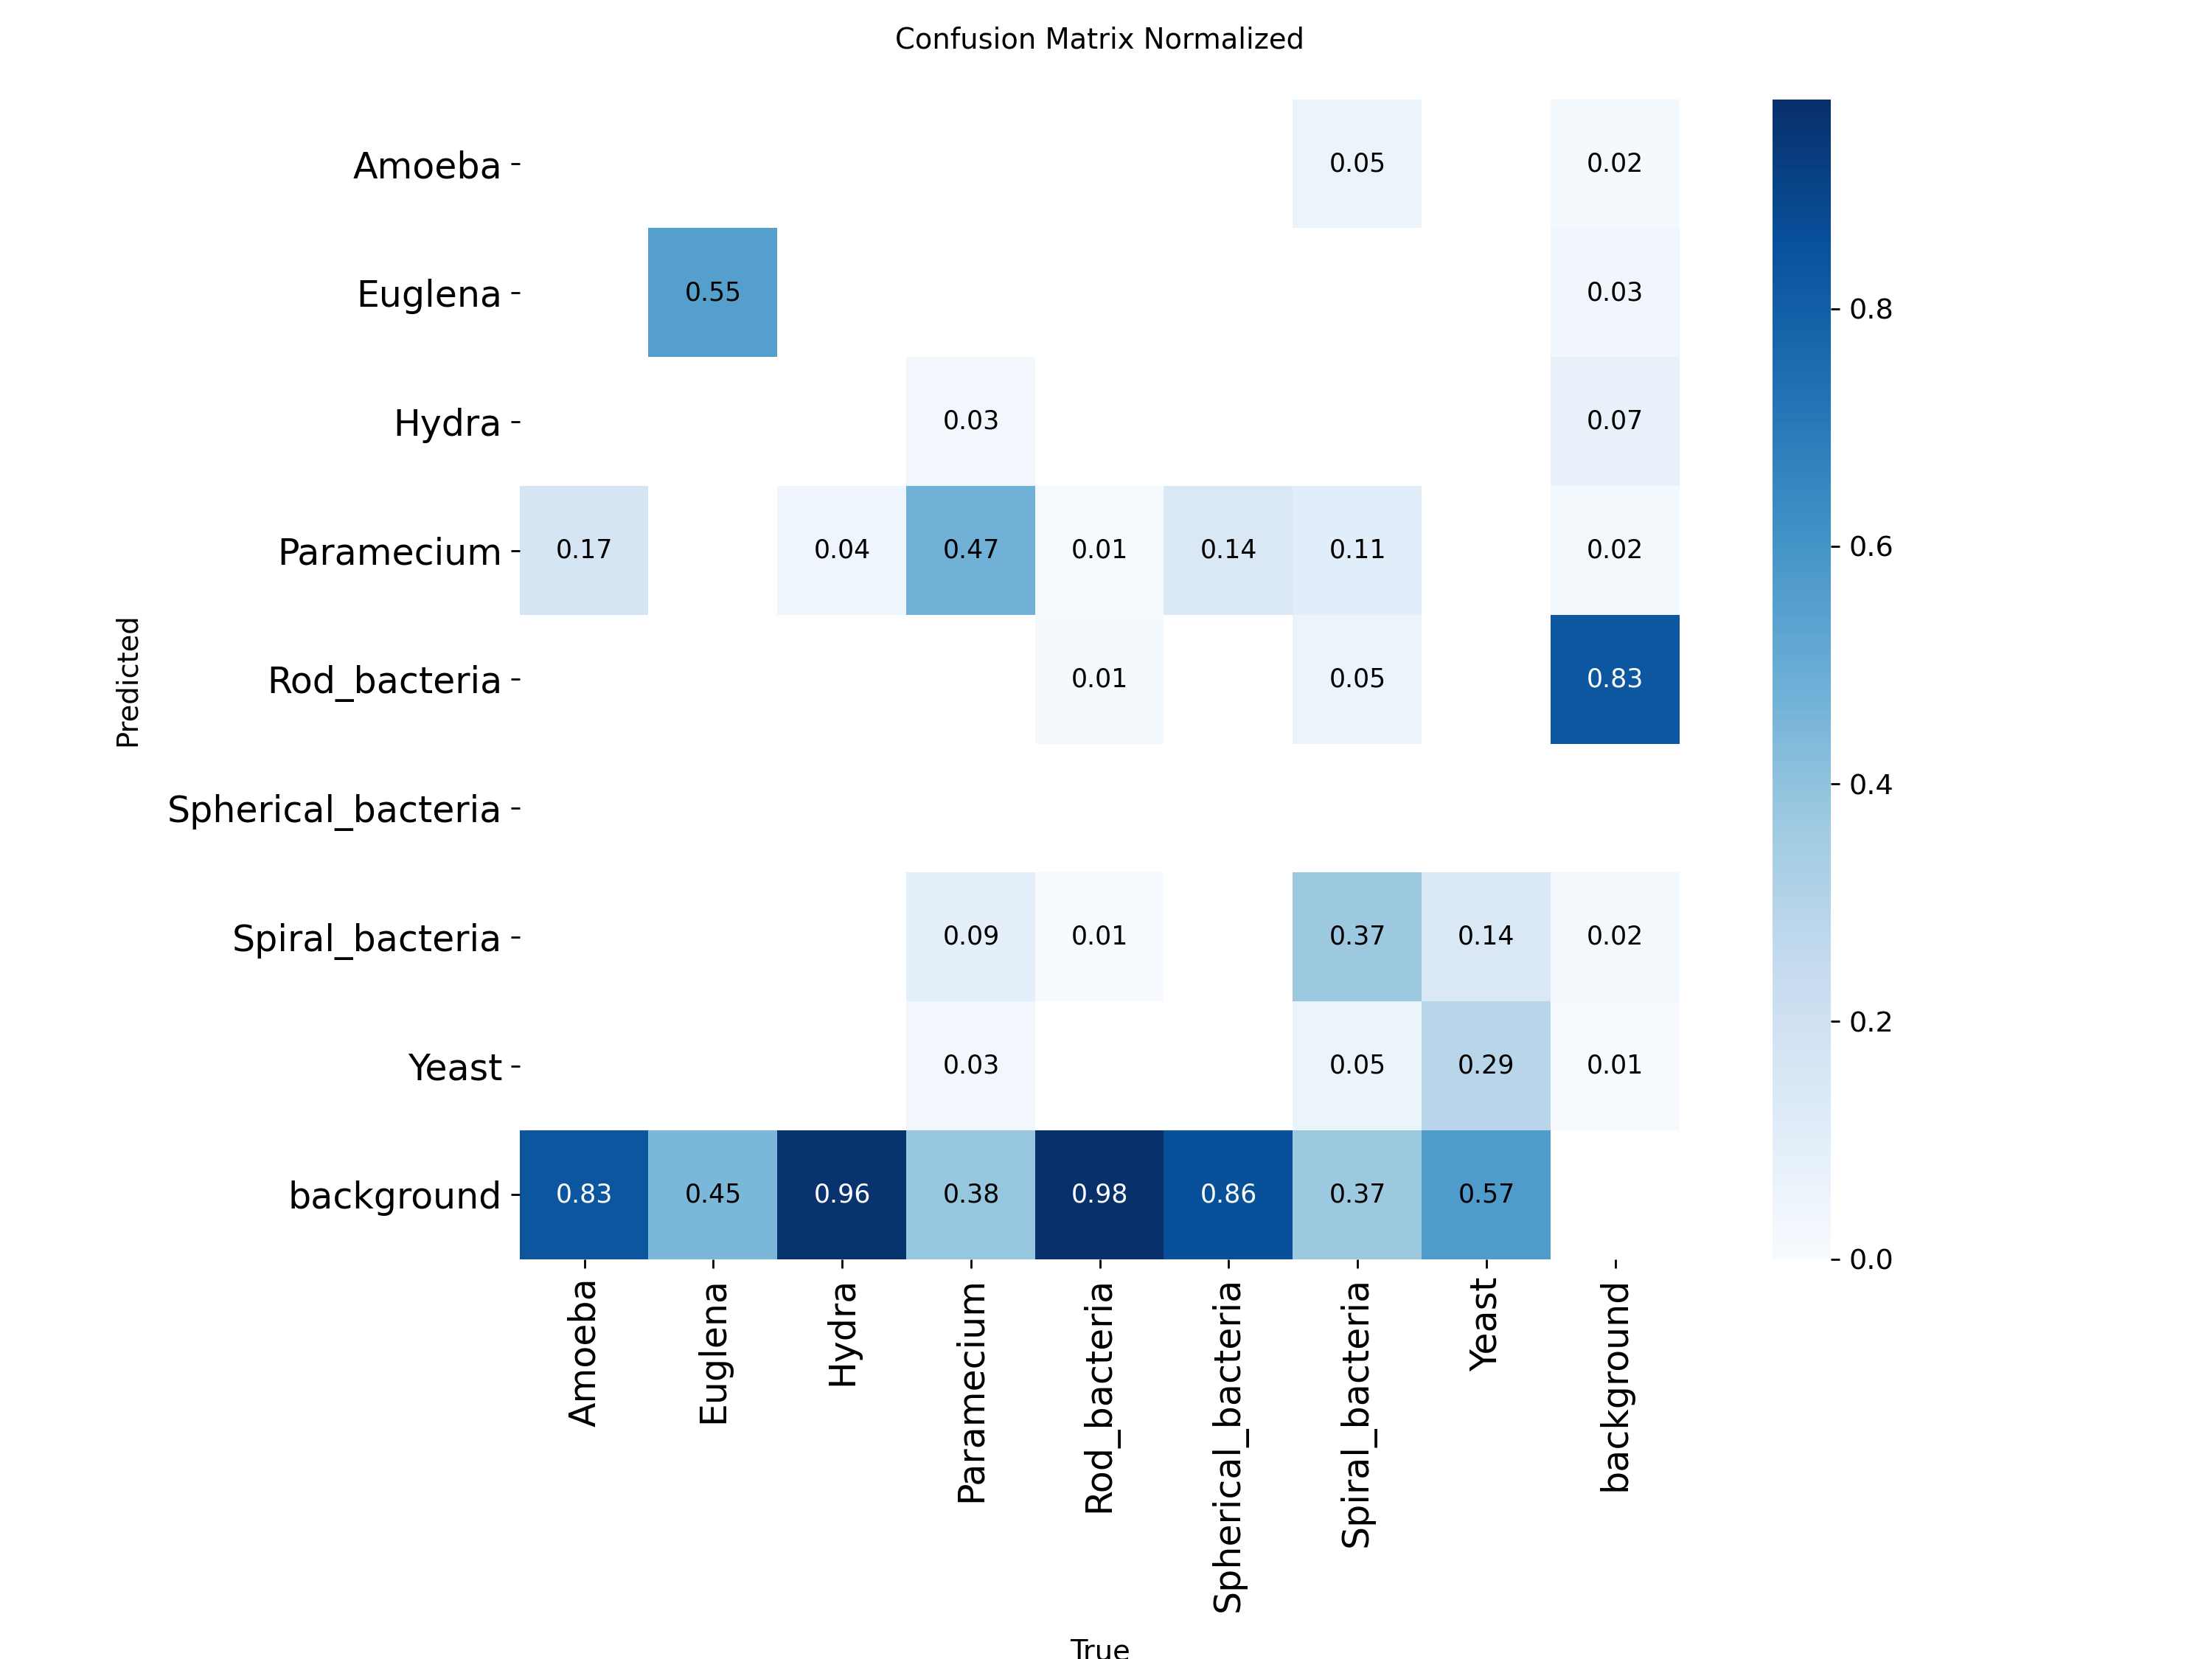 Confusion Matrix Normalized
Amoeba 0.05 0.02
Euglena 0.55 0.03
0.8
Hydra 0.03 0.07
Paramecium 0.17 0.04 0.47 0.01 0.14 0.11 0.02
0.6
Predicted
Rod_bacteria 0.01 0.05 0.83
Spherical_bacteria
0.4
Spiral_bacteria 0.09 0.01 0.37 0.14 0.02
0.2
Yeast 0.03 0.05 0.29 0.01
background 0.83 0.45 0.96 0.38 0.98 0.86 0.37 0.57
0.0
Amoeba
Euglena
Hydra
Paramecium
Rod_bacteria
Spherical_bacteria
Spiral_bacteria
Yeast
background
True